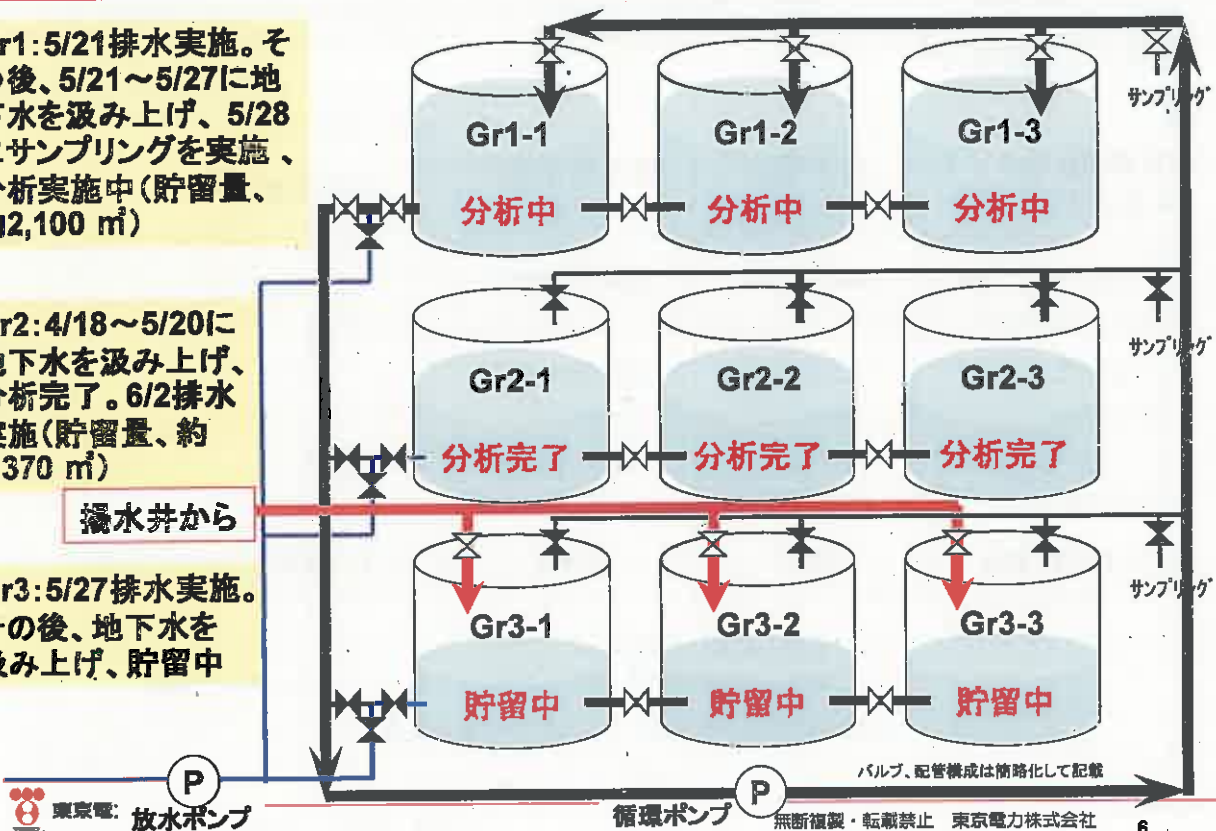 r1:5/21排水実施。そ
後、5/21～5/27に地
下水を汲み上げ、5/28
サンプリングを実施、
析実施中(貯留量、
2,100 ㎥)
r2:4/18～5/20に
地下水を汲み上げ、
分析完了。6/2排水
実施(貯留量、約
370 ㎥)
揚水井から
r3:5/27排水実施。
その後、地下水を
汲み上げ、貯留中
Gr1-1
Gr1-2
Gr1-3
サンプリング
分析中
分析中
分析中
Gr2-1
Gr2-2
Gr2-3
サンプリング
分析完了
分析完了
分析完了
Gr3-1
Gr3-2
Gr3-3
サンプリング
貯留中
貯留中
貯留中
バルブ、配管構成は簡略化して記載
P
P
東京電
放水ポンプ
循環ポンプ
無断複製・転載禁止 東京電力株式会社
6